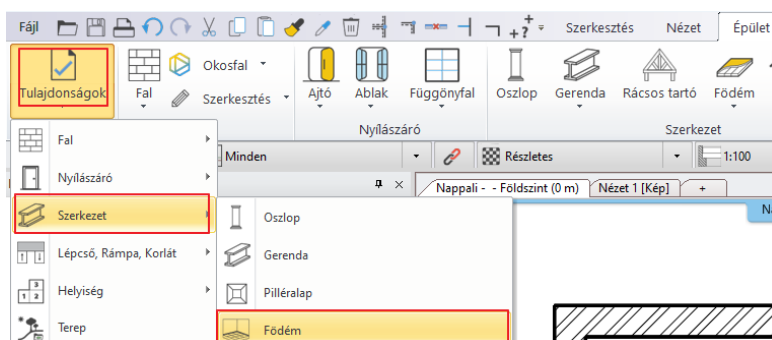 Fájl Szerkesztés Nézet Épület
Tulajdonságok Fal Okosfal Szerkesztés Ajtó Ablak Függönyfal Oszlop Gerenda Rácsos tartó Födém
Nyílászáró Szerkezet
Fal Minden Részletes 1:100
Nyílászáró Nappali - - Földszint (0 m) Nézet 1 [Kép] +
Szerkezet Oszlop
Lépcső, Rámpa, Korlát Gerenda
Helyiség Pilléralap
Terep Födém